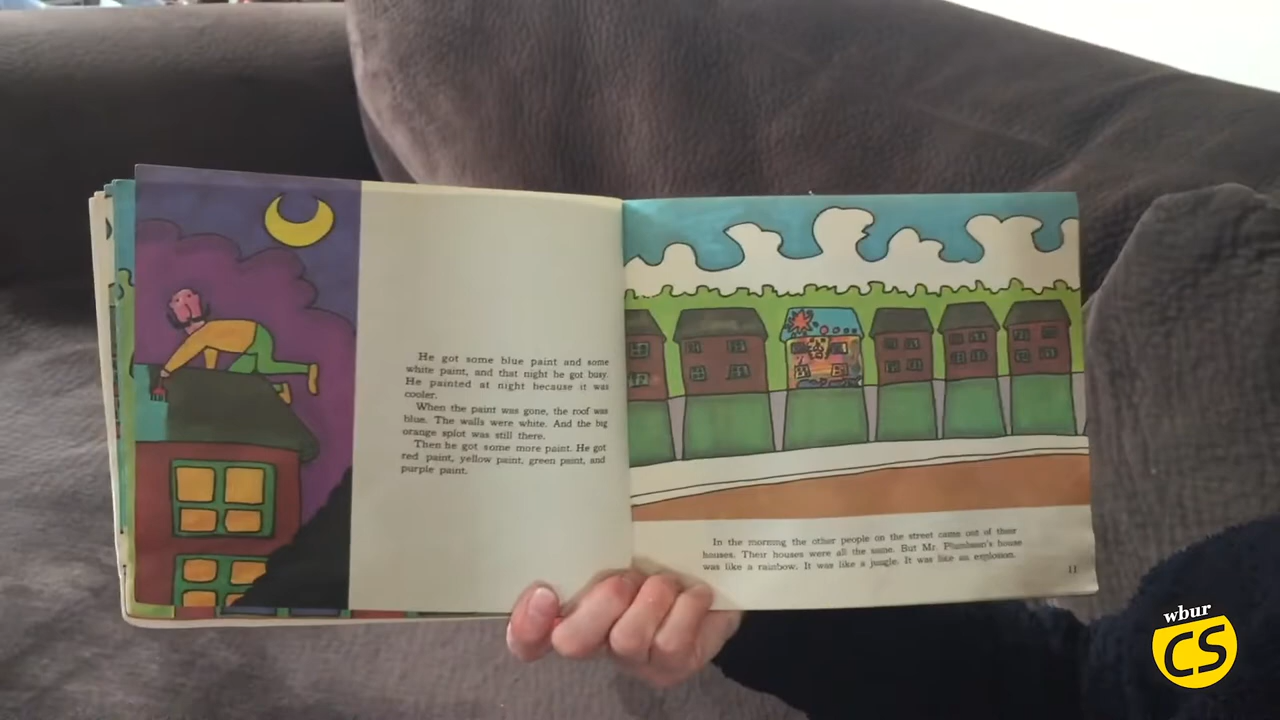 He got some blue paint and some
white paint, and that night he got busy.
He painted at night because it was
cooler.
When the paint was gone, the roof was
blue. The walls were white. And the big
orange splot was still there.
Then he got some more paint. He got
red paint, yellow paint, green paint, and
purple paint.
In the morning the other people on the street came out of their
houses. Their houses were all the same. But Mr. Plumbean's house
was like a rainbow. It was like a jungle. It was like an explosion.
11
wbur
CS